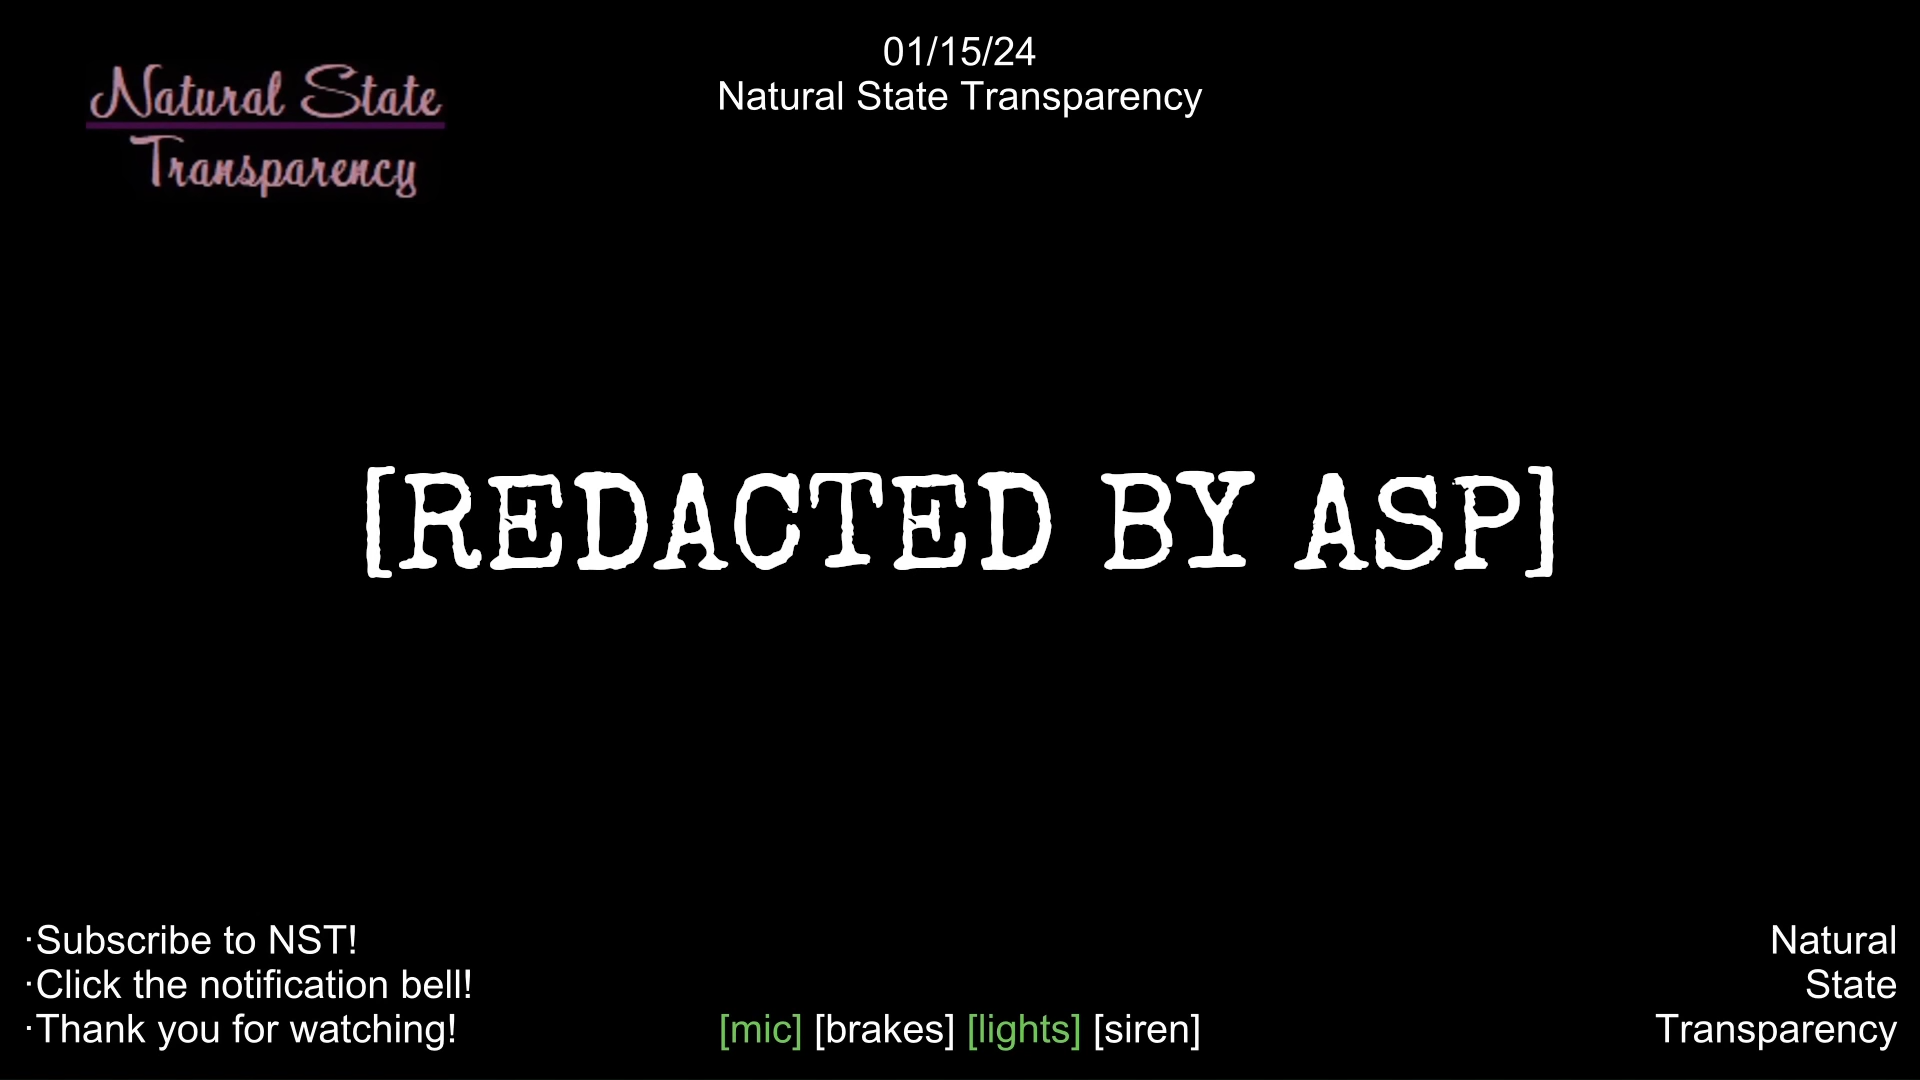 Natural State
Transparency
01/15/24
Natural State Transparency
[REDACTED BY ASP]
·Subscribe to NST!
·Click the notification bell!
·Thank you for watching!
[mic] [brakes] [lights] [siren]
Natural
State
Transparency